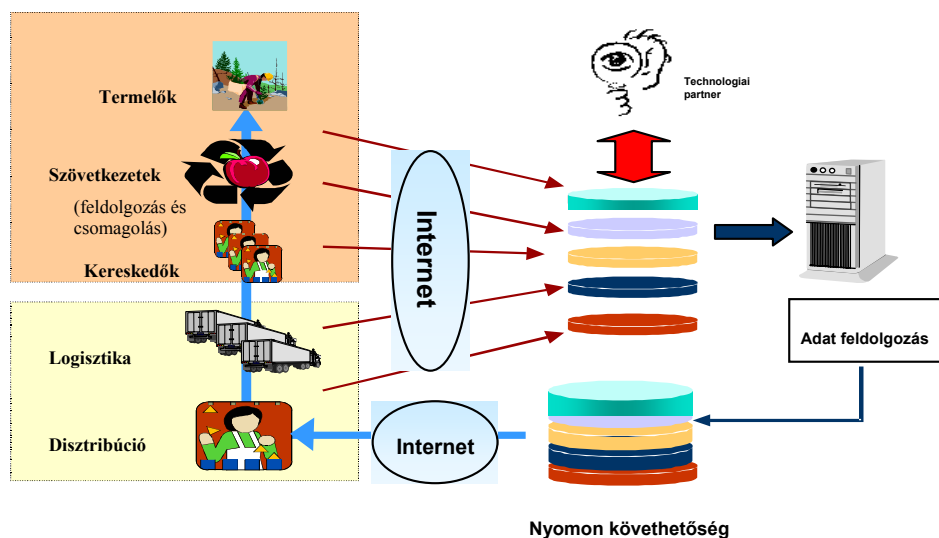 Termelők
Szövetkezetek
(feldolgozás és
csomagolás)
Kereskedők
Logisztika
Disztribúció
Internet
Internet
Technologiai
partner
Adat feldolgozás
Nyomon követhetőség